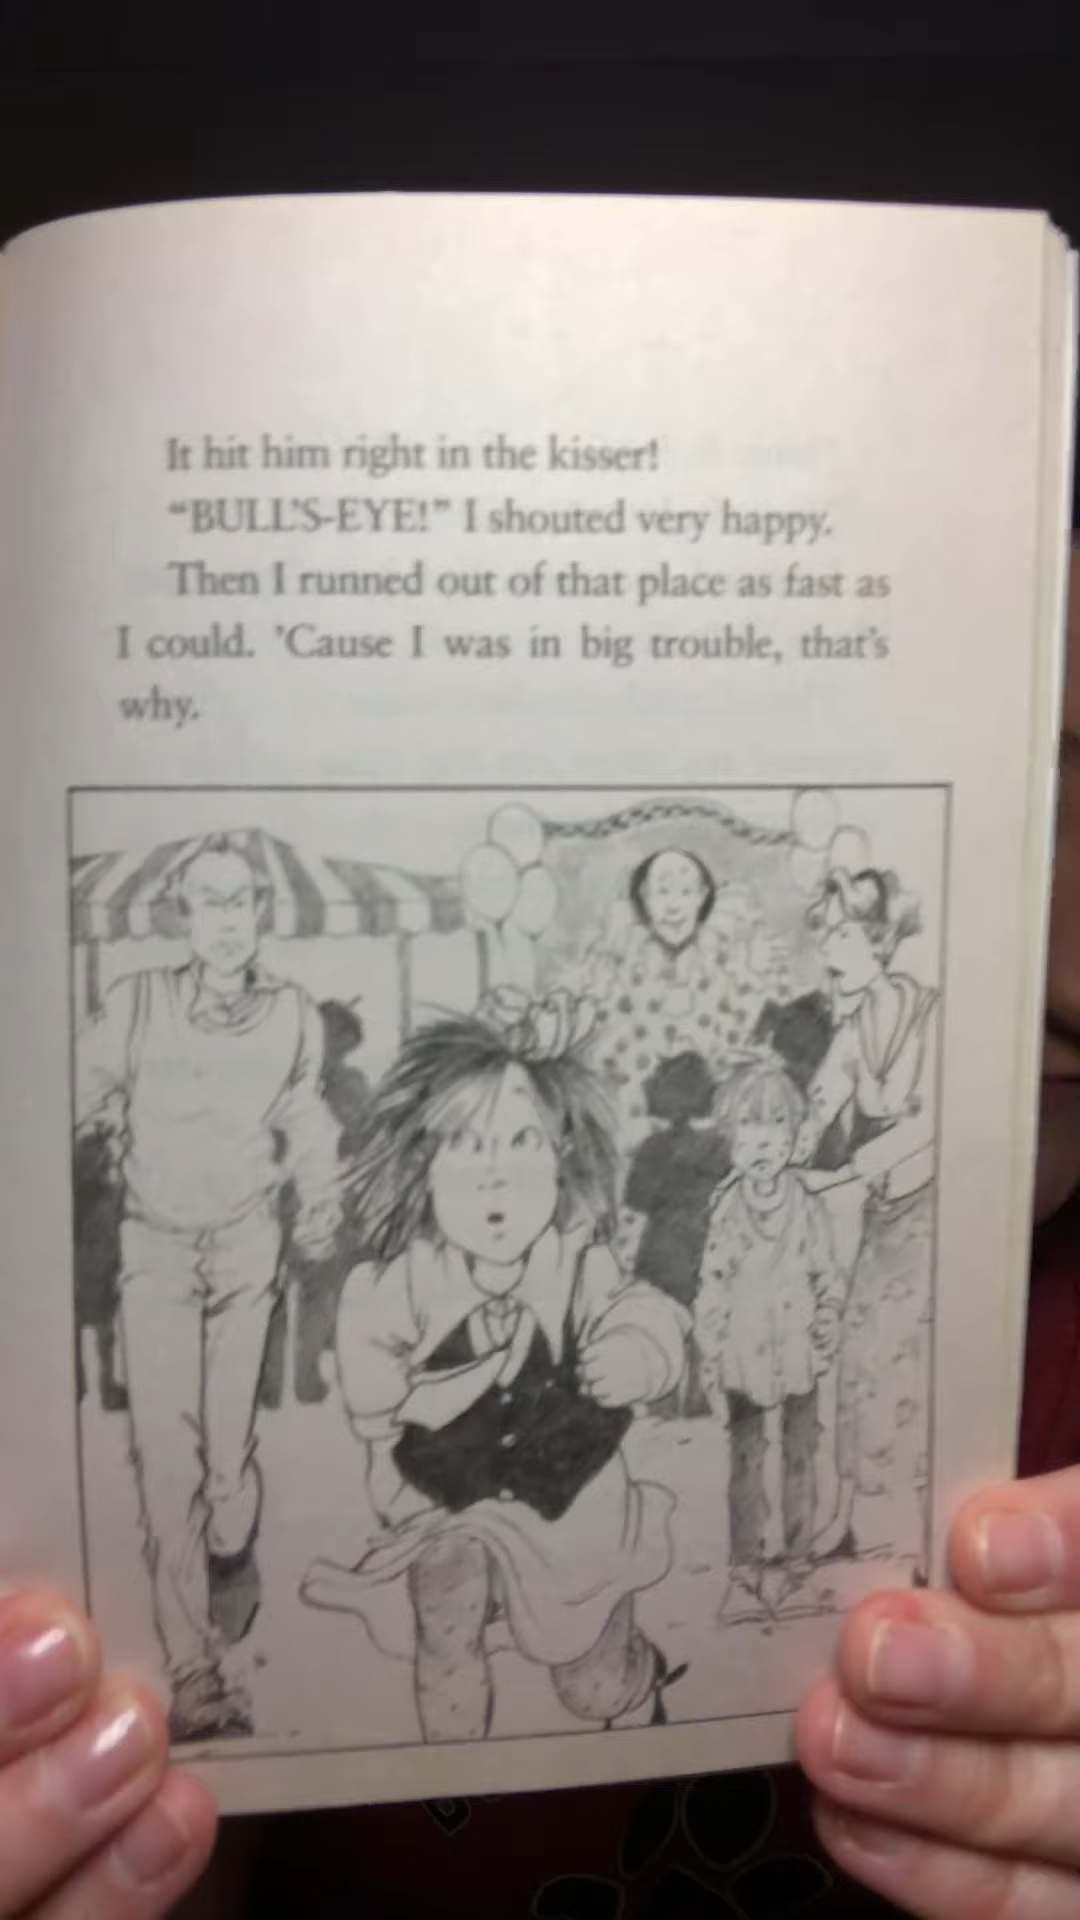 It hit him right in the kisser!
“BULL’S-EYE!” I shouted very happy.
Then I runned out of that place as fast as
I could. ’Cause I was in big trouble, that’s
why.